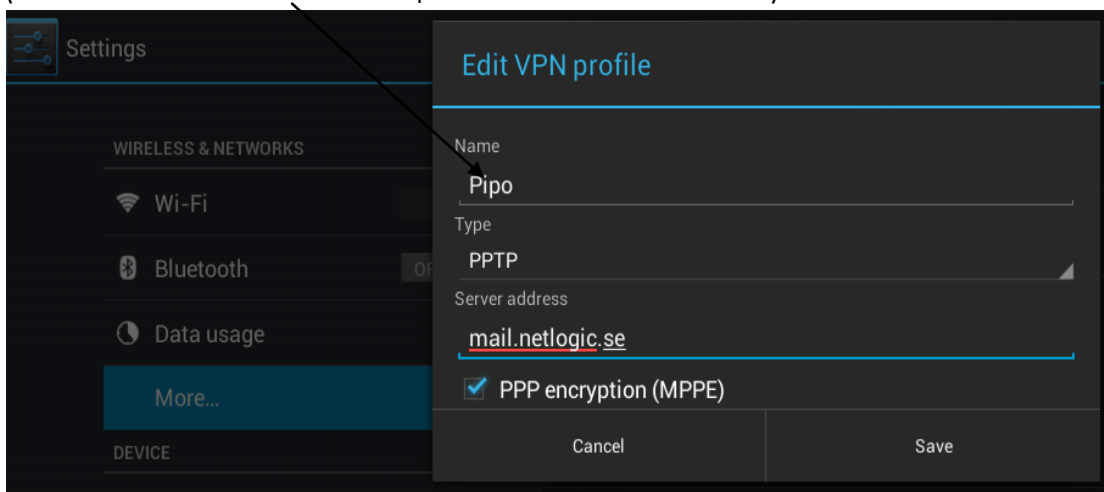 Settings
Edit VPN profile
WIRELESS & NETWORKS
Wi-Fi
Bluetooth
Data usage
More...
DEVICE
Name
Pipo
Type
PPTP
Server address
mail.netlogic.se
PPP encryption (MPPE)
Cancel
Save